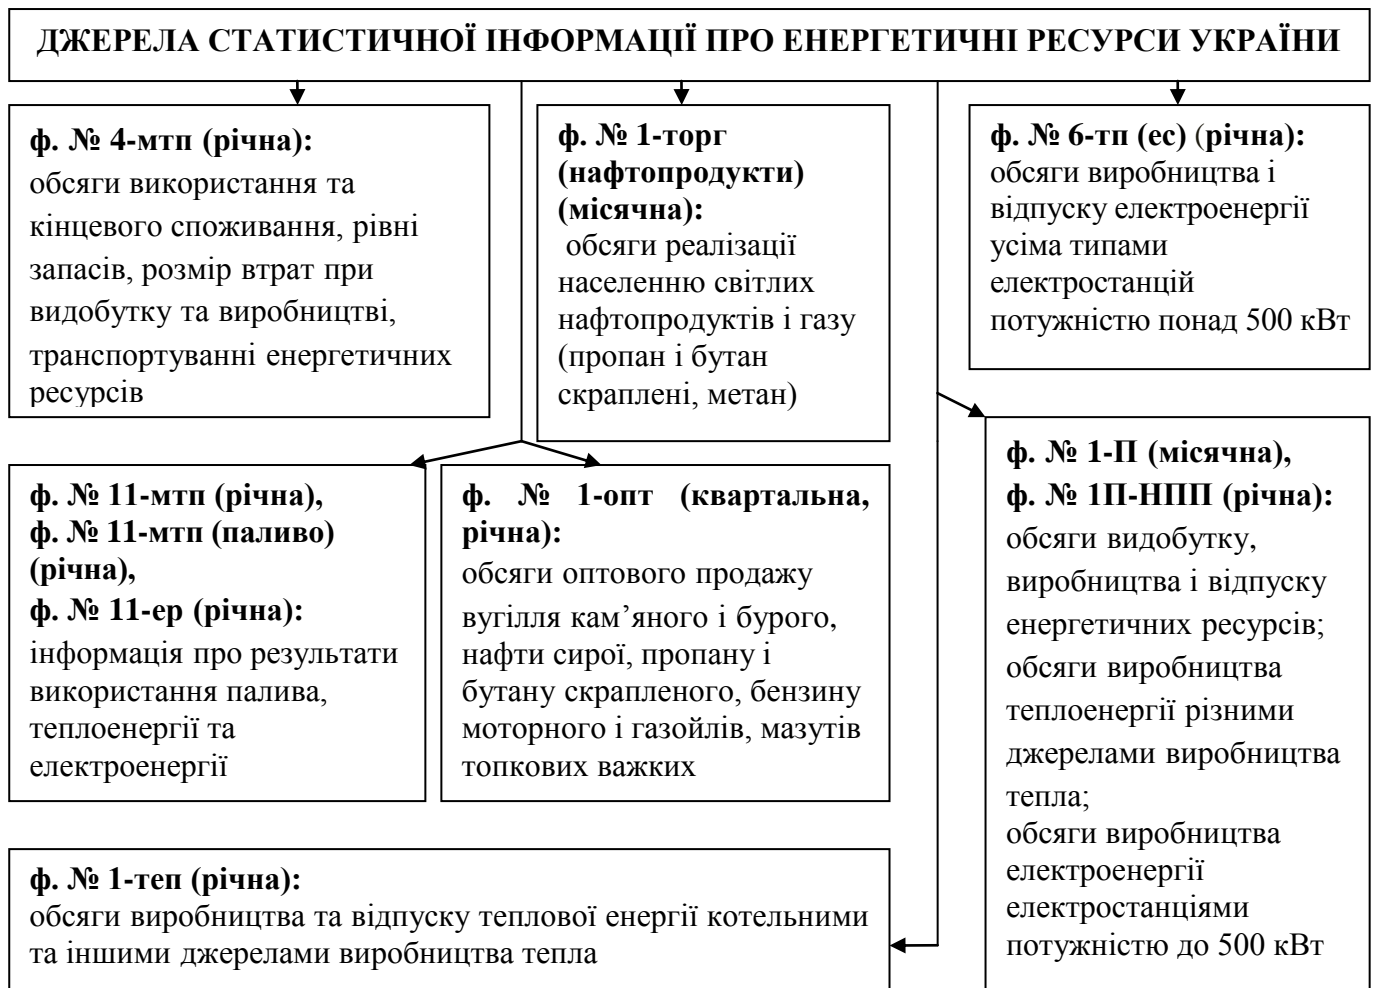 ДЖЕРЕЛА СТАТИСТИЧНОЇ ІНФОРМАЦІЇ ПРО ЕНЕРГЕТИЧНІ РЕСУРСИ УКРАЇНИ
ф. № 4-мтп (річна):
обсяги використання та
кінцевого споживання, рівні
запасів, розмір втрат при
видобутку та виробництві,
транспортуванні енергетичних
ресурсів
ф. № 1-торг
(нафтопродукти)
(місячна):
обсяги реалізації
населенню світлих
нафтопродуктів і газу
(пропан і бутан
скраплені, метан)
ф. № 6-тп (ес) (річна):
обсяги виробництва і
відпуску електроенергії
усіма типами
електростанцій
потужністю понад 500 кВт
ф. № 11-мтп (річна),
ф. № 11-мтп (паливо)
(річна),
ф. № 11-ер (річна):
інформація про результати
використання палива,
теплоенергії та
електроенергії
ф. № 1-опт (квартальна,
річна):
обсяги оптового продажу
вугілля кам’яного і бурого,
нафти сирої, пропану і
бутану скрапленого, бензину
моторного і газойлів, мазутів
топкових важких
ф. № 1-П (місячна),
ф. № 1П-НПП (річна):
обсяги видобутку,
виробництва і відпуску
енергетичних ресурсів;
обсяги виробництва
теплоенергії різними
джерелами виробництва
тепла;
обсяги виробництва
електроенергії
електростанціями
потужністю до 500 кВт
ф. № 1-теп (річна):
обсяги виробництва та відпуску теплової енергії котельними
та іншими джерелами виробництва тепла